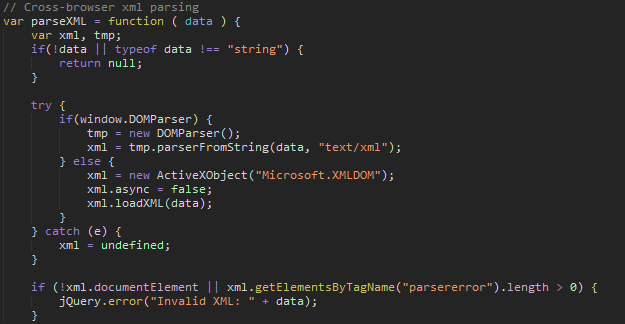 // Cross-browser xml parsing
var parseXML = function ( data ) {
    var xml, tmp;
    if(!data || typeof data !== "string") {
        return null;
    }

    try {
        if(window.DOMParser) {
            tmp = new DOMParser();
            xml = tmp.parserFromString(data, "text/xml");
        } else {
            xml = new ActiveXObject("Microsoft.XMLDOM");
            xml.async = false;
            xml.loadXML(data);
        }
    } catch (e) {
        xml = undefined;
    }

    if (!xml.documentElement || xml.getElementsByTagName("parsererror").length > 0) {
        jQuery.error("Invalid XML: " + data);
    }